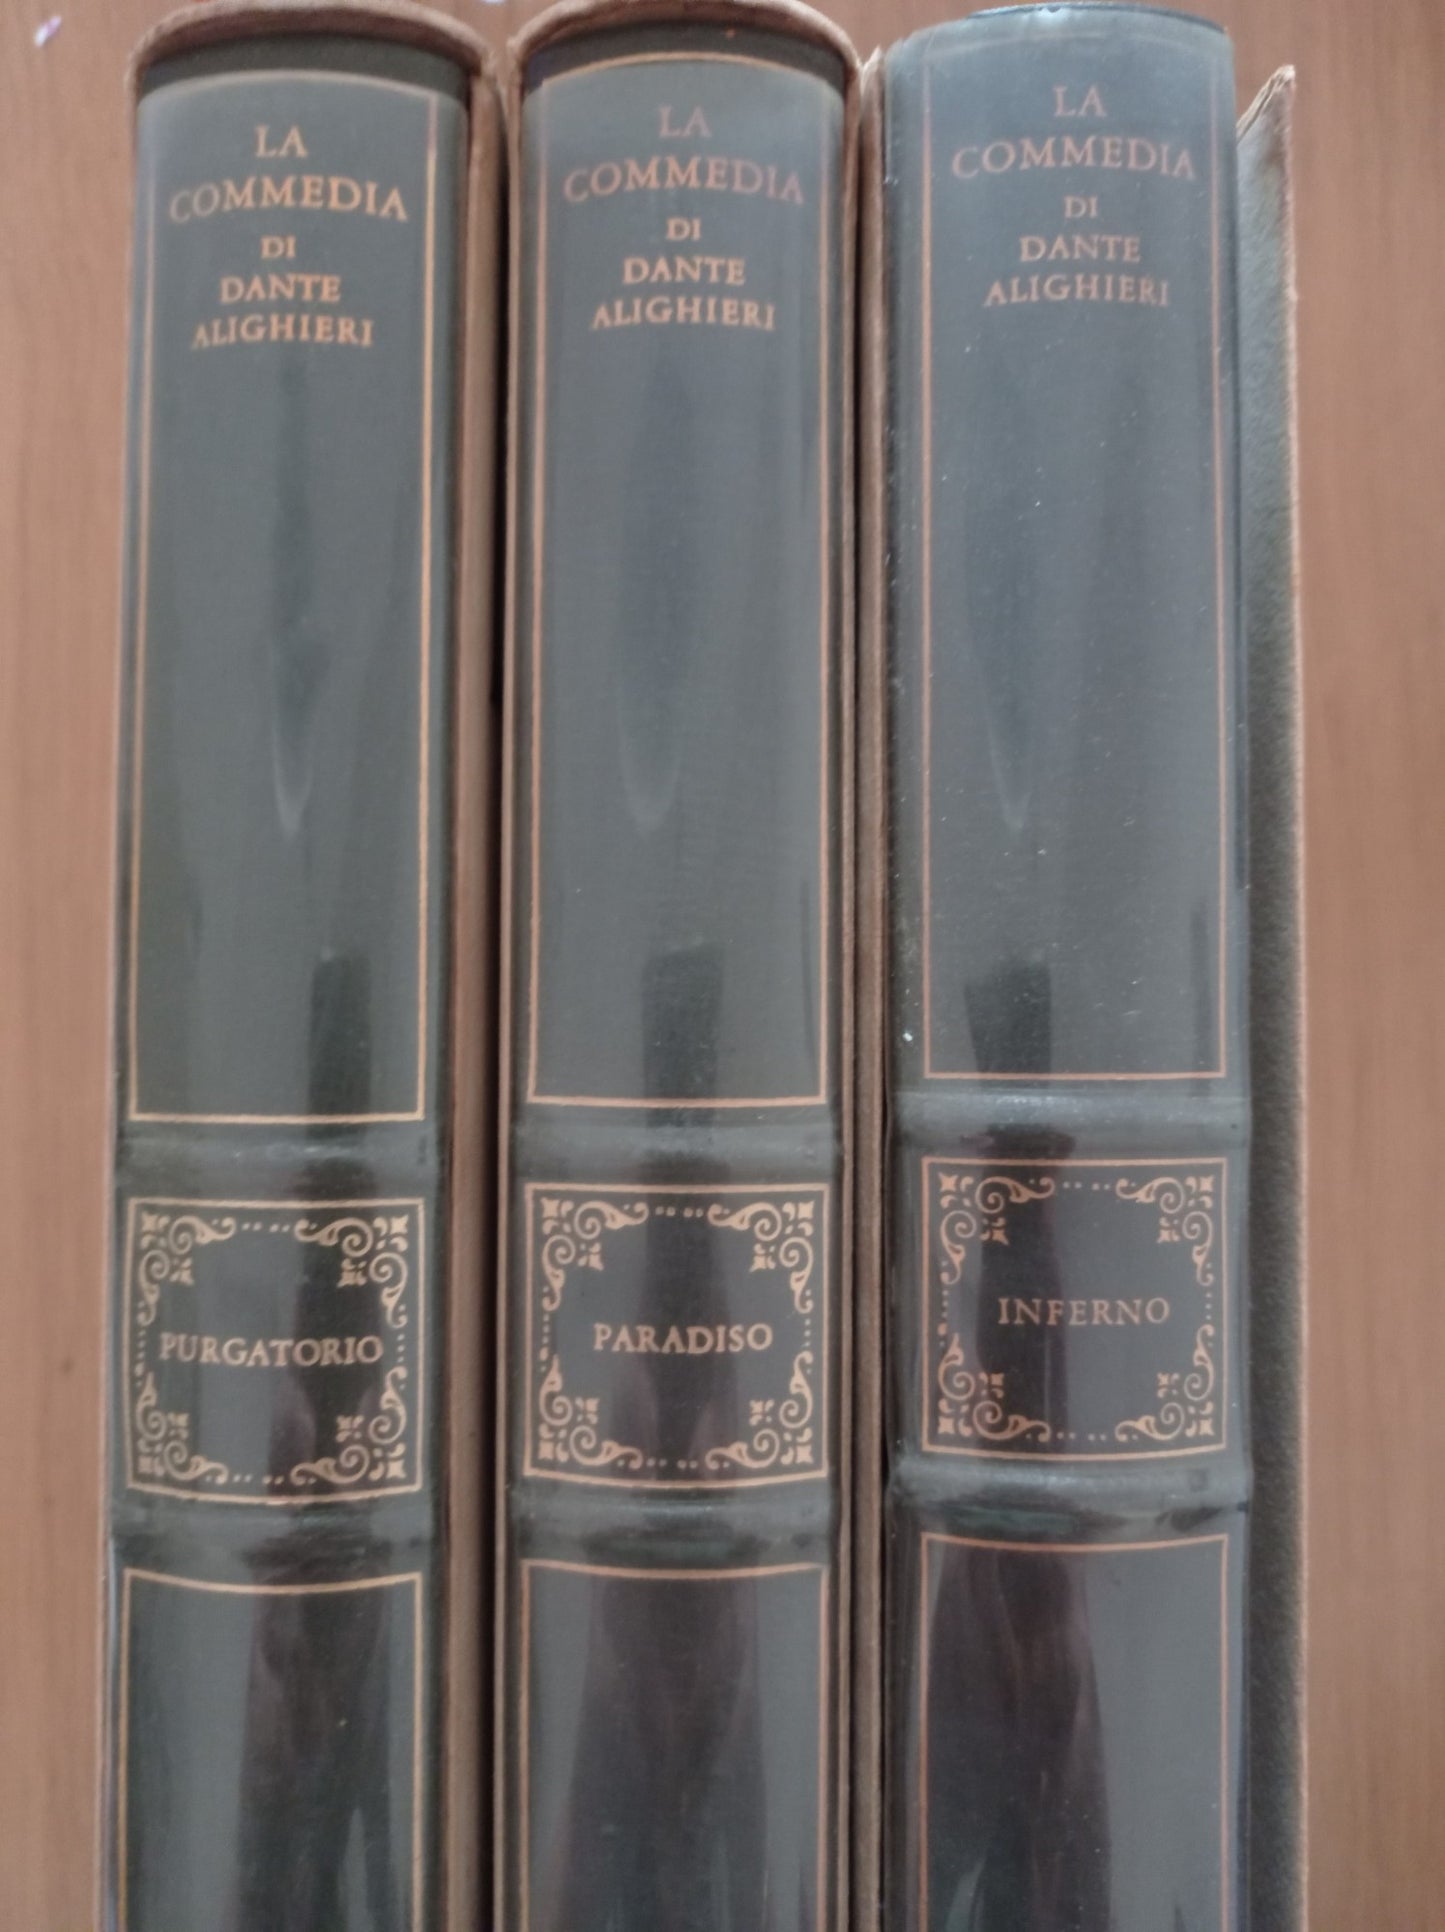 LA
COMMEDIA
DI
DANTE
ALIGHIERI
PURGATORIO
LA
COMMEDIA
DI
DANTE
ALIGHIERI
PARADISO
LA
COMMEDIA
DI
DANTE
ALIGHIERI
INFERNO